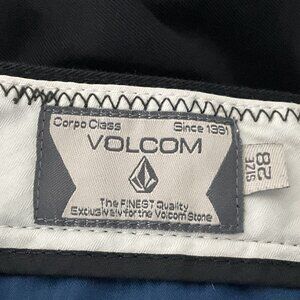 Corpo Class Since 1991
VOLCOM
The FINEST Quality
Exclusively for the Volcom Stone
SIZE
28